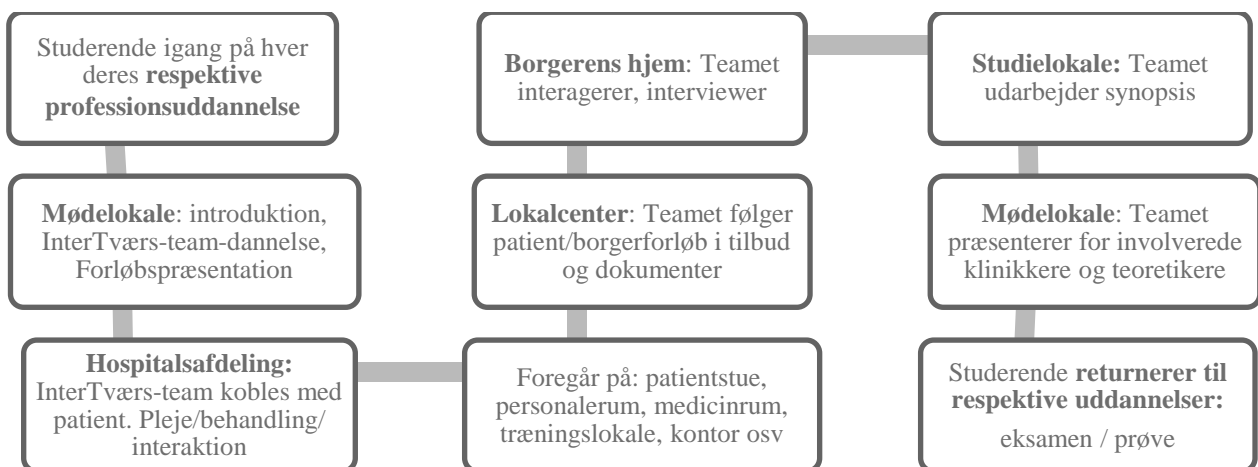 Studerende igang på hver
deres respektive
professionsuddannelse
Mødelokale: introduktion,
InterTværs-team-dannelse,
Forløbspræsentation
Hospitalsafdeling:
InterTværs-team kobles med
patient. Pleje/behandling/
interaktion
Foregår på: patientstue,
personalerum, medicinrum,
træningslokale, kontor osv
Lokalcenter: Teamet følger
patient/borgerforløb i tilbud
og dokumenter
Borgerens hjem: Teamet
interagerer, interviewer
Studielokale: Teamet
udarbejder synopsis
Mødelokale: Teamet
præsenterer for involverede
klinikkere og teoretikere
Studerende returnerer til
respektive uddannelser:
eksamen / prøve